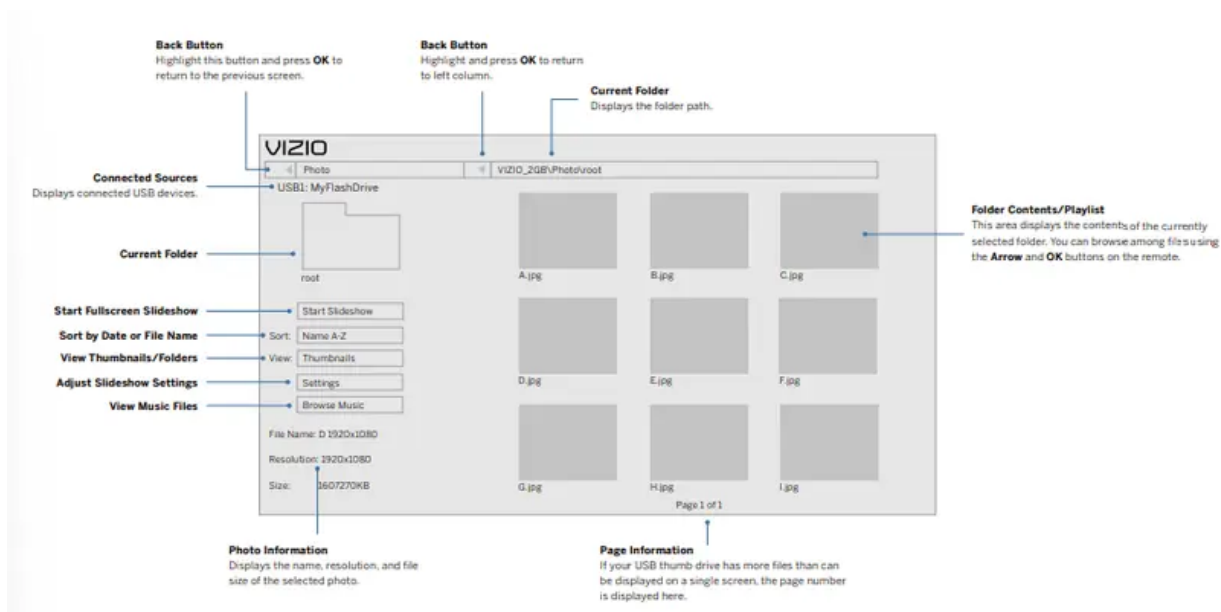 Back Button
Highlight this button and press OK to
return to the previous screen.
Back Button
Highlight and press OK to return
to left column.
Current Folder
Displays the folder path.
VIZIO
Photo
VIZIO_2GB\Photo\root
Connected Sources
Displays connected USB devices.
USB1: MyFlashDrive
Current Folder
root
A.jpg
B.jpg
C.jpg
Folder Contents/Playlist
This area displays the contents of the currently
selected folder. You can browse among files using
the Arrow and OK buttons on the remote.
Start Fullscreen Slideshow
Start Slideshow
Sort by Date or File Name
Sort: Name A-Z
View Thumbnails/Folders
View: Thumbnails
Adjust Slideshow Settings
Settings
View Music Files
Browse Music
D.jpg
E.jpg
F.jpg
File Name: D 1920x1080
Resolution: 1920x1080
Size: 1607270KB
G.jpg
H.jpg
I.jpg
Page 1 of 1
Photo Information
Displays the name, resolution, and file
size of the selected photo.
Page Information
If your USB thumb drive has more files than can
be displayed on a single screen, the page number
is displayed here.